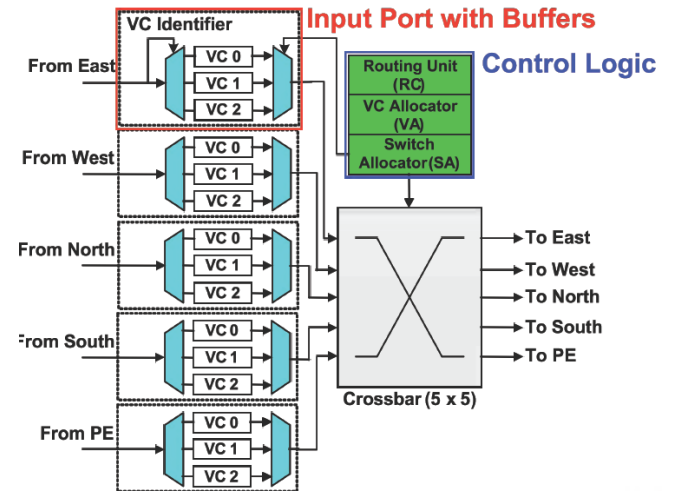 Input Port with Buffers
VC Identifier
From East
VC 0
VC 1
VC 2
Control Logic
Routing Unit
(RC)
VC Allocator
(VA)
Switch
Allocator(SA)
From West
VC 0
VC 1
VC 2
From North
VC 0
VC 1
VC 2
From South
VC 0
VC 1
VC 2
From PE
VC 0
VC 1
VC 2
To East
To West
To North
To South
To PE
Crossbar (5 x 5)